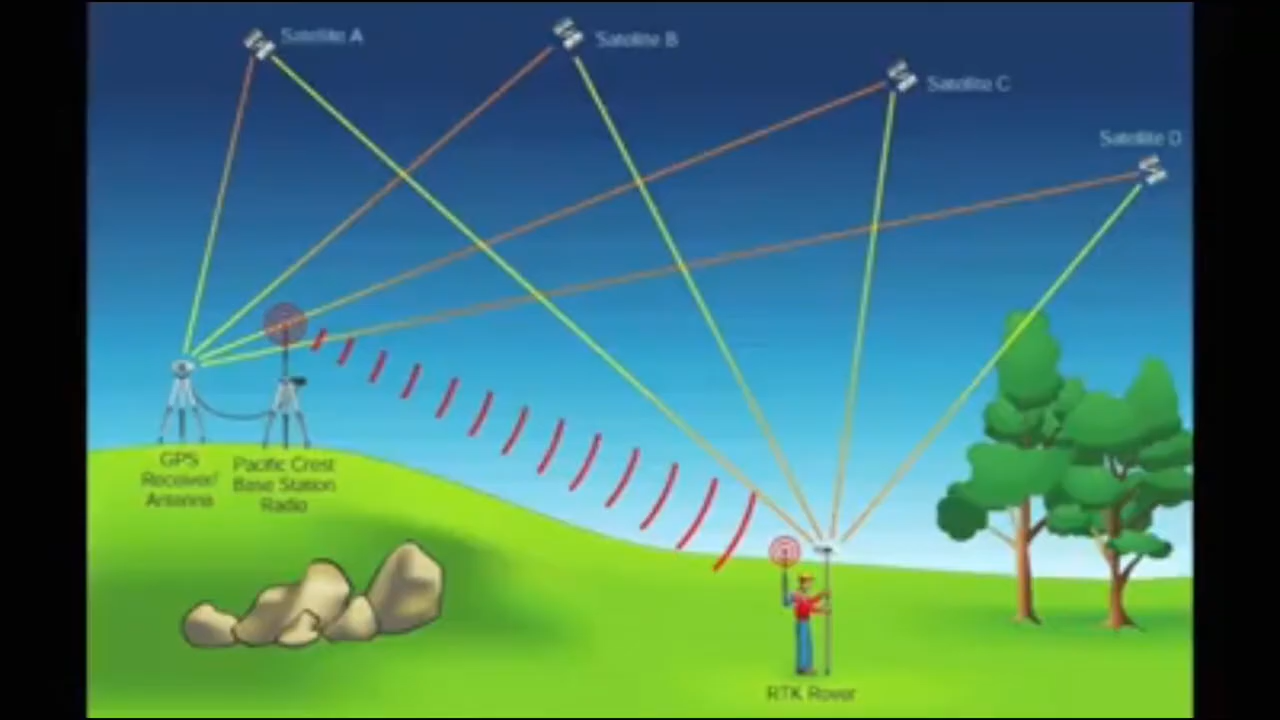 Satellite A
Satellite B
Satellite C
Satellite D
GPS
Receiver/
Antenna
Pacific Crest
Base Station
Radio
RTK Rover